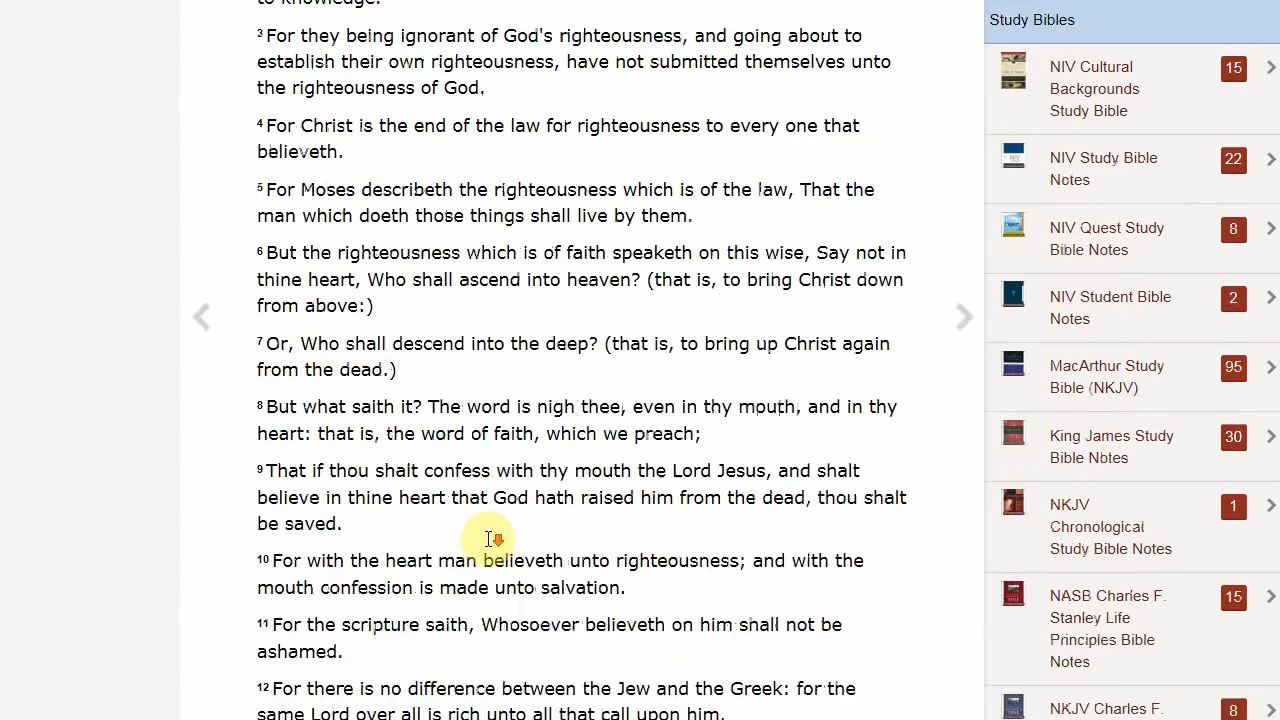 to knowledge.
3 For they being ignorant of God's righteousness, and going about to
establish their own righteousness, have not submitted themselves unto
the righteousness of God.
4 For Christ is the end of the law for righteousness to every one that
believeth.
5 For Moses describeth the righteousness which is of the law, That the
man which doeth those things shall live by them.
6 But the righteousness which is of faith speaketh on this wise, Say not in
thine heart, Who shall ascend into heaven? (that is, to bring Christ down
from above:)
7 Or, Who shall descend into the deep? (that is, to bring up Christ again
from the dead.)
8 But what saith it? The word is nigh thee, even in thy mouth, and in thy
heart: that is, the word of faith, which we preach;
9 That if thou shalt confess with thy mouth the Lord Jesus, and shalt
believe in thine heart that God hath raised him from the dead, thou shalt
be saved.
10 For with the heart man believeth unto righteousness; and with the
mouth confession is made unto salvation.
11 For the scripture saith, Whosoever believeth on him shall not be
ashamed.
12 For there is no difference between the Jew and the Greek: for the
same Lord over all is rich unto all that call upon him.
Study Bibles
NIV Cultural
Backgrounds
Study Bible
15
NIV Study Bible
Notes
22
NIV Quest Study
Bible Notes
8
NIV Student Bible
Notes
2
MacArthur Study
Bible (NKJV)
95
King James Study
Bible Notes
30
NKJV
Chronological
Study Bible Notes
1
NASB Charles F.
Stanley Life
Principles Bible
Notes
15
NKJV Charles F.
8